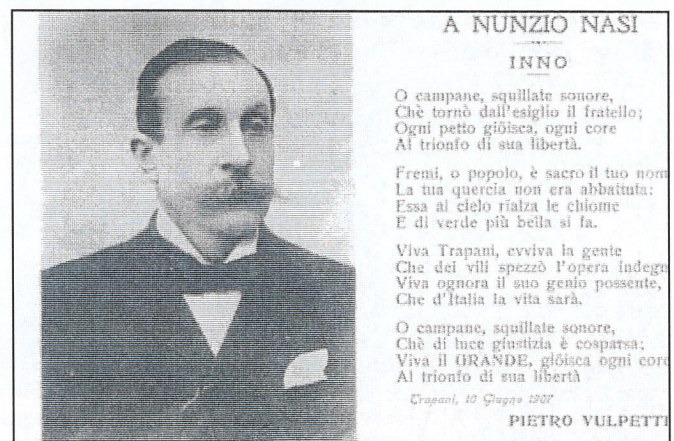 A NUNZIO NASI
INNO
O campane, squillate sonore,
Chè tornò dall'esiglio il fratello;
Ogni petto giòisca, ogni core
Al trionfo di sua libertà.
Fremi, o popolo, è sacro il tuo nom
La tua quercia non era abbattuta:
Essa al cielo rialza le chiome
E di verde più bella si fa.
Viva Trapani, evviva la gente
Che dei vili spezzò l'opera indegn
Viva ognora il suo genio possente,
Che d'Italia la vita sarà.
O campane, squillate sonore,
Chè di luce giustizia è cosparsa;
Viva il GRANDE, giòisca ogni core
Al trionfo di sua libertà
Trapani, 10 Giugno 1907
PIETRO VULPETTI